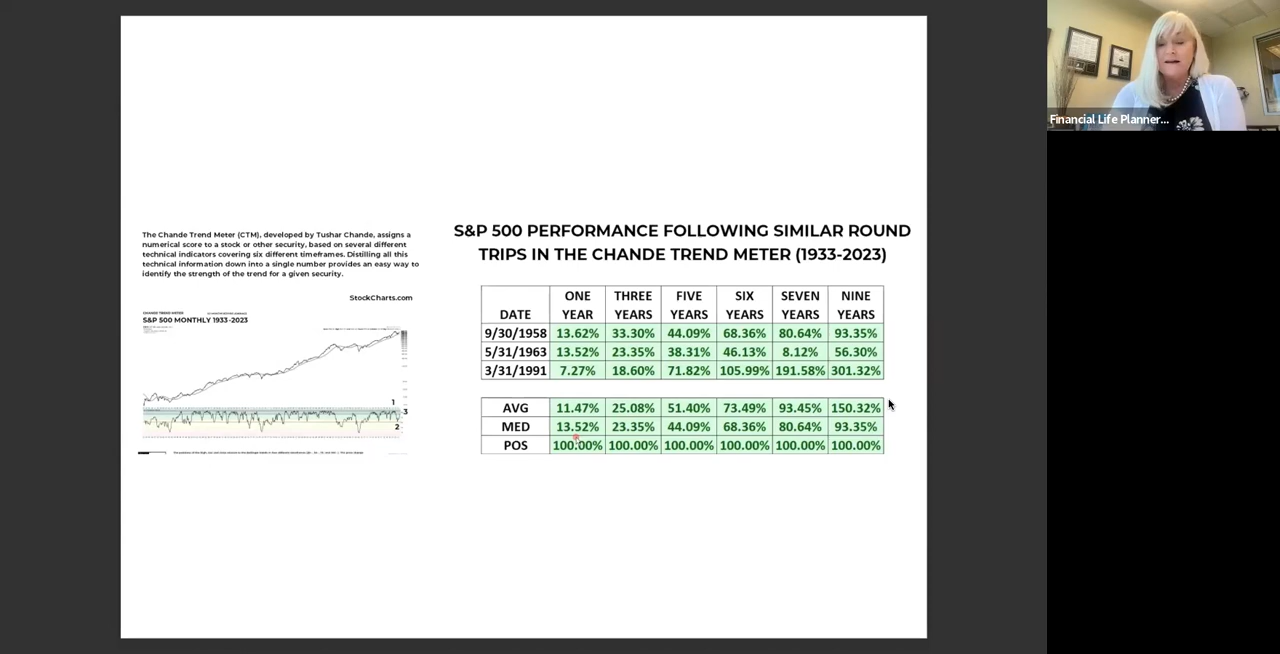 The Chande Trend Meter (CTM), developed by Tushar Chande, assigns a
numerical score to a stock or other security, based on several different
technical indicators covering six different timeframes. Distilling all this
technical information down into a single number provides an easy way to
identify the strength of the trend for a given security.
StockCharts.com
CHANDE TREND METER
S&P 500 MONTHLY 1933-2023
1
3
2
S&P 500 PERFORMANCE FOLLOWING SIMILAR ROUND
TRIPS IN THE CHANDE TREND METER (1933-2023)
ONE THREE FIVE SIX SEVEN NINE
DATE YEAR YEARS YEARS YEARS YEARS YEARS
9/30/1958 13.62% 33.30% 44.09% 68.36% 80.64% 93.35%
5/31/1963 13.52% 23.35% 38.31% 46.13% 8.12% 56.30%
3/31/1991 7.27% 18.60% 71.82% 105.99% 191.58% 301.32%
AVG 11.47% 25.08% 51.40% 73.49% 93.45% 150.32%
MED 13.52% 23.35% 44.09% 68.36% 80.64% 93.35%
POS 100.00% 100.00% 100.00% 100.00% 100.00% 100.00%
Financial Life Planner...